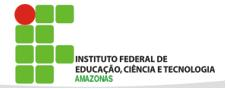 INSTITUTO FEDERAL DE
EDUCAÇÃO, CIÊNCIA E TECNOLOGIA
AMAZONAS